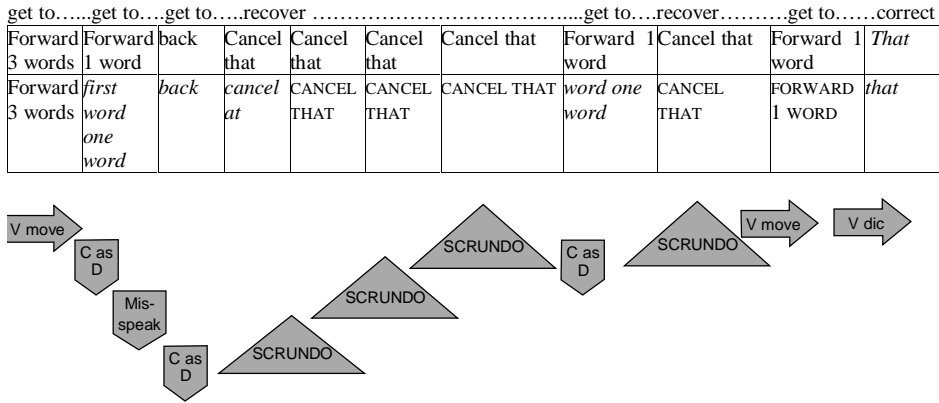 get to…...get to….get to…..recover …………………………………..get to….recover………..get to……correct
Forward 3 words | Forward 1 word | back | Cancel that | Cancel that | Cancel that | Cancel that | Forward 1 word | Cancel that | Forward 1 word | That
Forward 3 words | first word one word | back | cancel at | CANCEL THAT | CANCEL THAT | CANCEL THAT | word one word | CANCEL THAT | FORWARD 1 WORD | that
V move
C as D
Mis-speak
C as D
SCRUNDO
SCRUNDO
SCRUNDO
C as D
SCRUNDO
V move
V dic